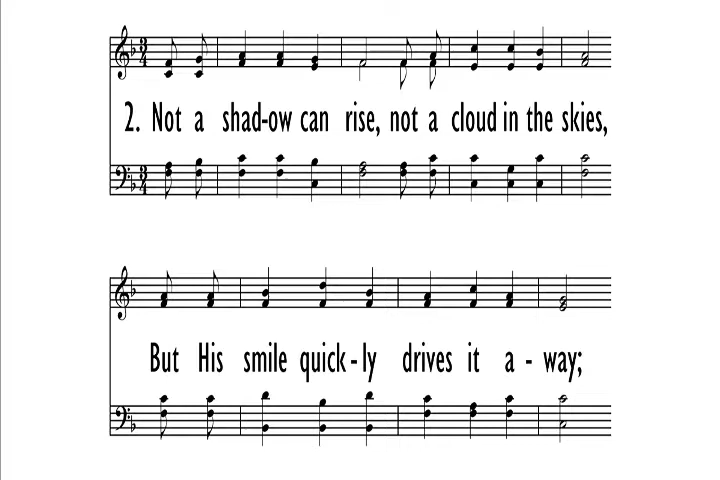 2. Not a shad-ow can rise, not a cloud in the skies,
But His smile quick-ly drives it a-way;